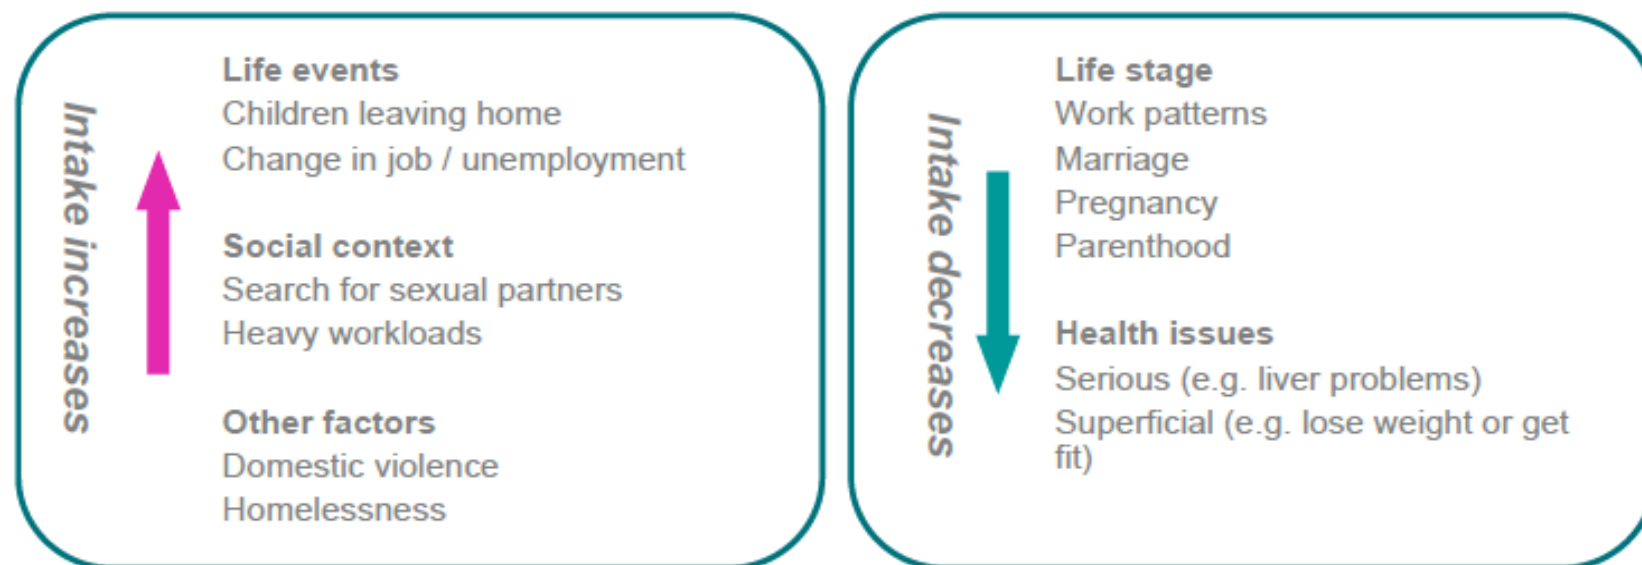 Intake increases
Life events
Children leaving home
Change in job / unemployment
Social context
Search for sexual partners
Heavy workloads
Other factors
Domestic violence
Homelessness
Intake decreases
Life stage
Work patterns
Marriage
Pregnancy
Parenthood
Health issues
Serious (e.g. liver problems)
Superficial (e.g. lose weight or get
fit)